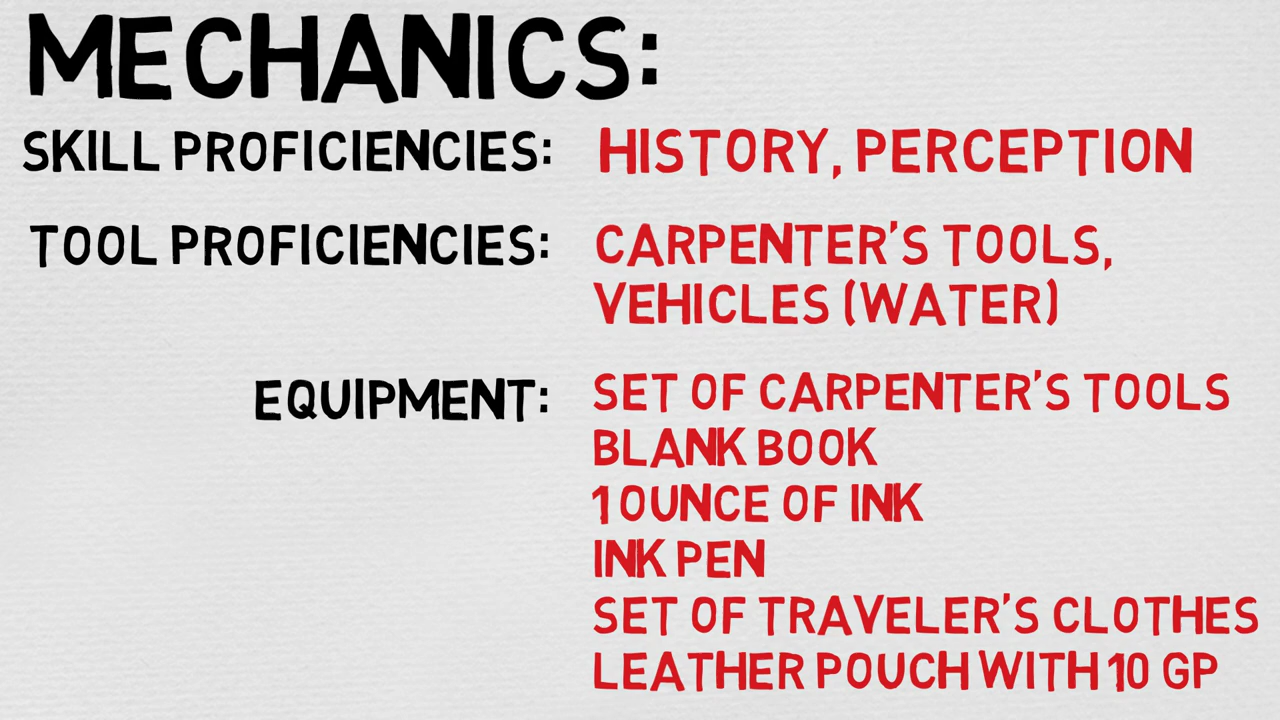 MECHANICS:
SKILL PROFICIENCIES: HISTORY, PERCEPTION
TOOL PROFICIENCIES: CARPENTER'S TOOLS,
VEHICLES (WATER)
EQUIPMENT: SET OF CARPENTER'S TOOLS
BLANK BOOK
1 OUNCE OF INK
INK PEN
SET OF TRAVELER'S CLOTHES
LEATHER POUCH WITH 10 GP